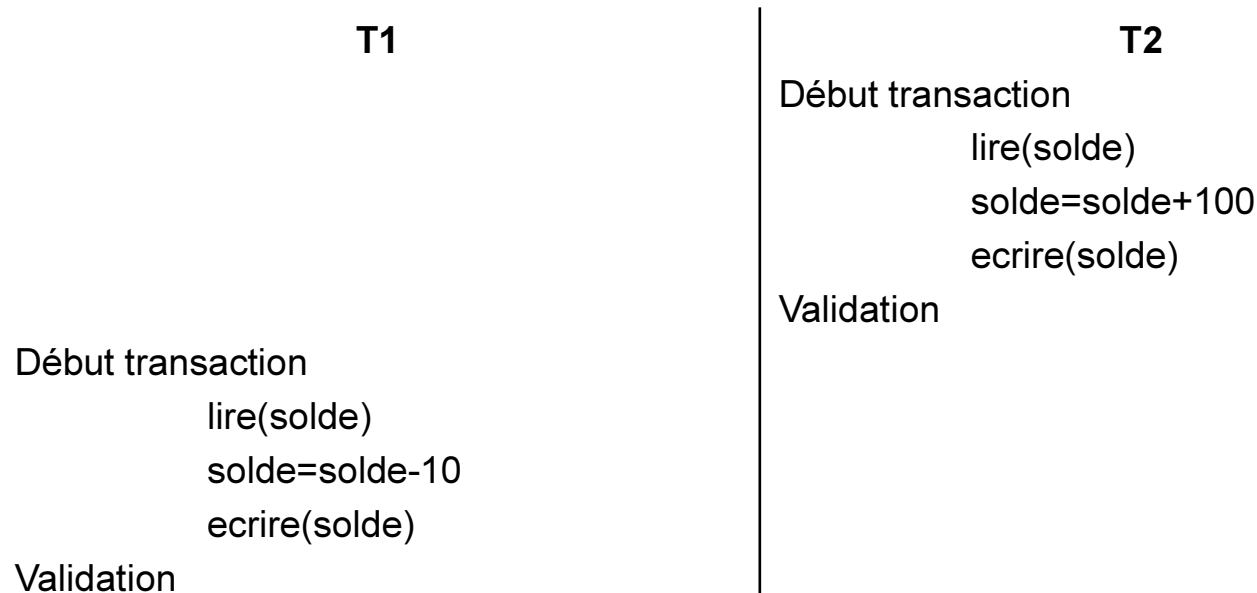 T1
T2
Début transaction
lire(solde)
solde=solde+100
ecrire(solde)
Validation
Début transaction
lire(solde)
solde=solde-10
ecrire(solde)
Validation